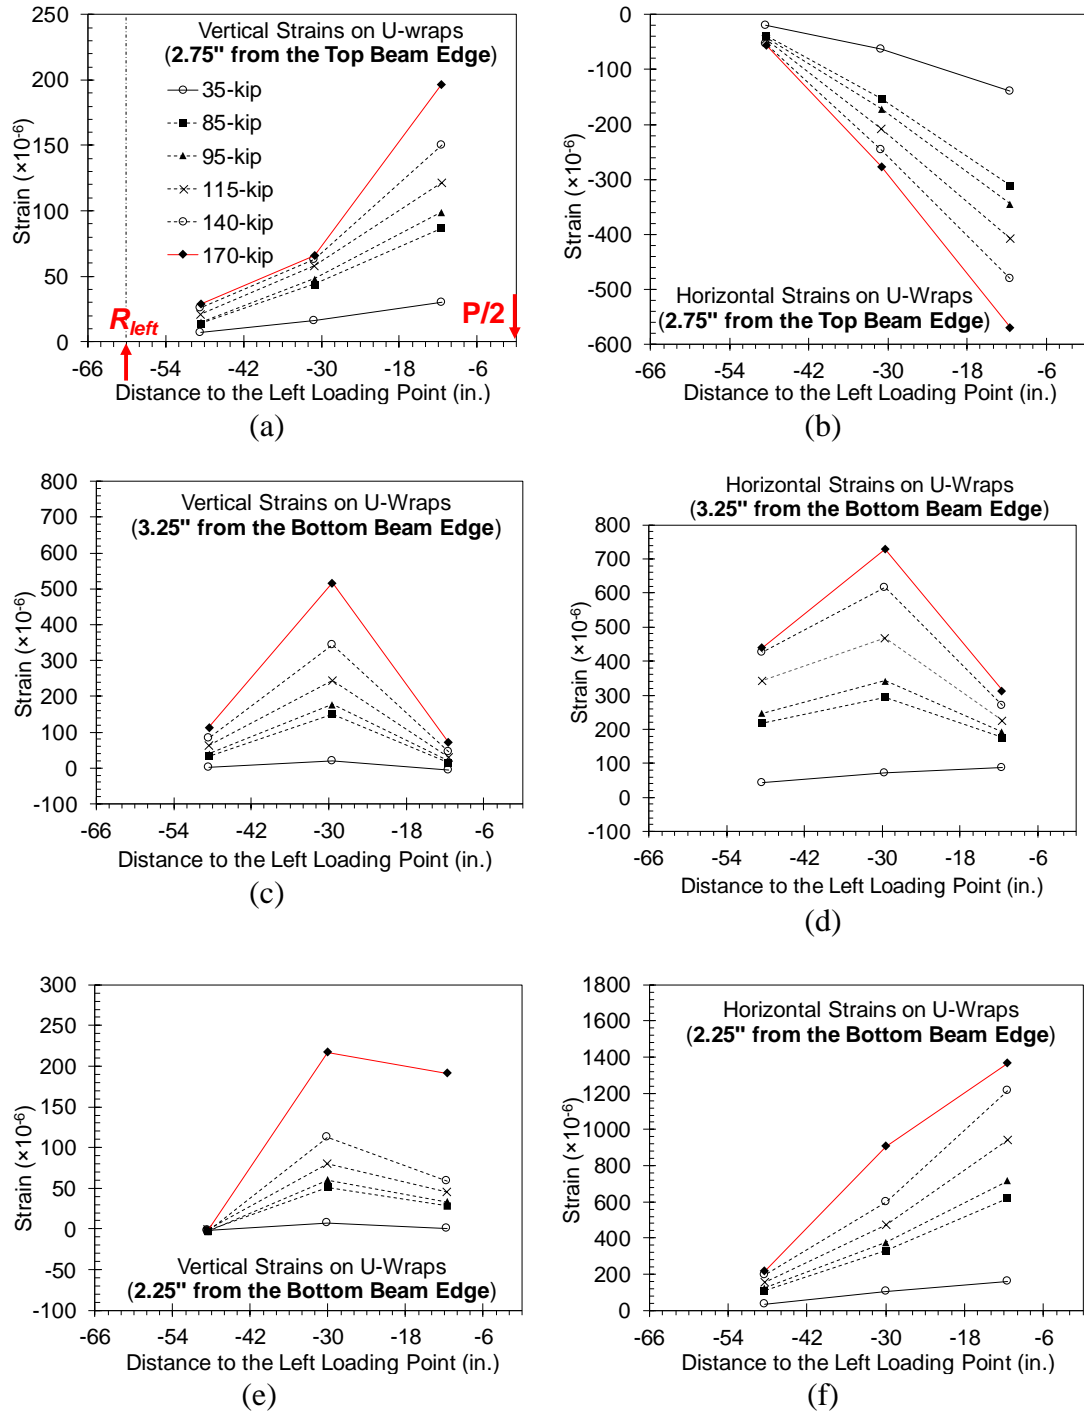 Vertical Strains on U-wraps
(2.75" from the Top Beam Edge)
35-kip
85-kip
95-kip
115-kip
140-kip
170-kip
250
200
150
100
50
0
Strain (×10-6)
Rleft
P/2
-66 -54 -42 -30 -18 -6
Distance to the Left Loading Point (in.)
(a)
0
-100
-200
-300
-400
-500
-600
Strain (×10-6)
Horizontal Strains on U-Wraps
(2.75" from the Top Beam Edge)
-66 -54 -42 -30 -18 -6
Distance to the Left Loading Point (in.)
(b)
800
700
600
500
400
300
200
100
0
-100
Strain (×10-6)
Vertical Strains on U-Wraps
(3.25" from the Bottom Beam Edge)
-66 -54 -42 -30 -18 -6
Distance to the Left Loading Point (in.)
(c)
Horizontal Strains on U-Wraps
(3.25" from the Bottom Beam Edge)
800
700
600
500
400
300
200
100
0
-100
Strain (×10-6)
-66 -54 -42 -30 -18 -6
Distance to the Left Loading Point (in.)
(d)
300
250
200
150
100
50
0
-50
-100
Strain (×10-6)
Vertical Strains on U-Wraps
(2.25" from the Bottom Beam Edge)
-66 -54 -42 -30 -18 -6
Distance to the Left Loading Point (in.)
(e)
1800
1600
1400
1200
1000
800
600
400
200
0
Strain (×10-6)
Horizontal Strains on U-Wraps
(2.25" from the Bottom Beam Edge)
-66 -54 -42 -30 -18 -6
Distance to the Left Loading Point (in.)
(f)